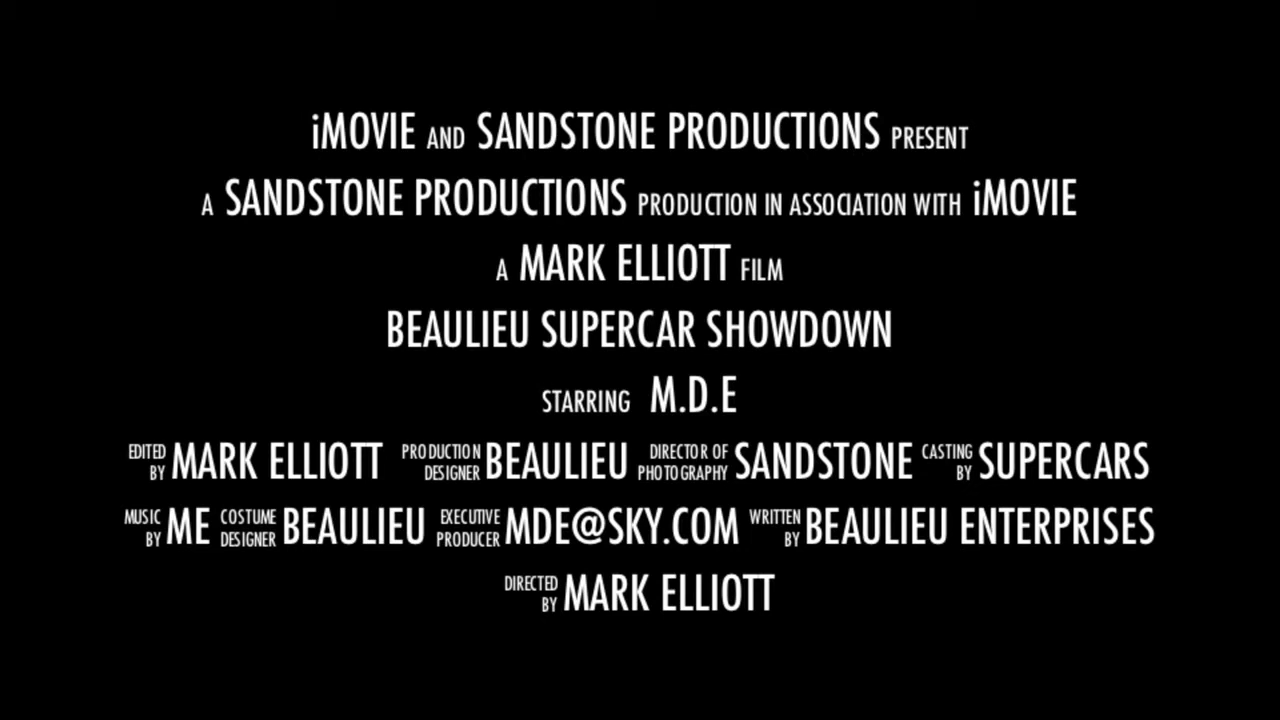 iMOVIE AND SANDSTONE PRODUCTIONS PRESENT
A SANDSTONE PRODUCTIONS PRODUCTION IN ASSOCIATION WITH iMOVIE
A MARK ELLIOTT FILM
BEAULIEU SUPERCAR SHOWDOWN
STARRING M.D.E
EDITED BY MARK ELLIOTT PRODUCTION DESIGNER BEAULIEU DIRECTOR OF PHOTOGRAPHY SANDSTONE CASTING BY SUPERCARS
MUSIC BY ME COSTUME DESIGNER BEAULIEU EXECUTIVE PRODUCER MDE@SKY.COM WRITTEN BY BEAULIEU ENTERPRISES
DIRECTED BY MARK ELLIOTT